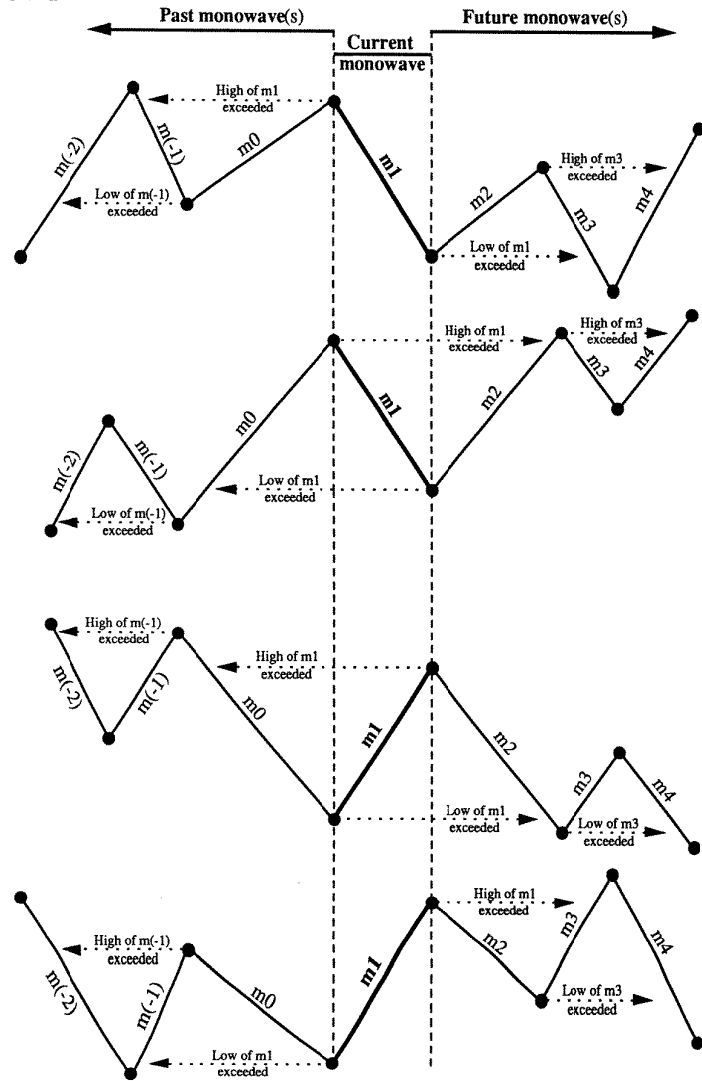 Past monowave(s)
Future monowave(s)
Current
monowave
High of m1
exceeded
m(-2)
m(-1)
m0
Low of m(-1)
exceeded
m1
m2
High of m3
exceeded
m3
m4
Low of m1
exceeded
High of m1
exceeded
High of m3
exceeded
m(-2)
m(-1)
m0
m1
m2
m3
m4
Low of m1
exceeded
Low of m(-1)
exceeded
High of m(-1)
exceeded
High of m1
exceeded
m(-2)
m(-1)
m0
m1
m2
m3
m4
Low of m1
exceeded
Low of m3
exceeded
High of m1
exceeded
High of m(-1)
exceeded
m(-2)
m(-1)
m0
m1
m2
m3
m4
Low of m3
exceeded
Low of m1
exceeded